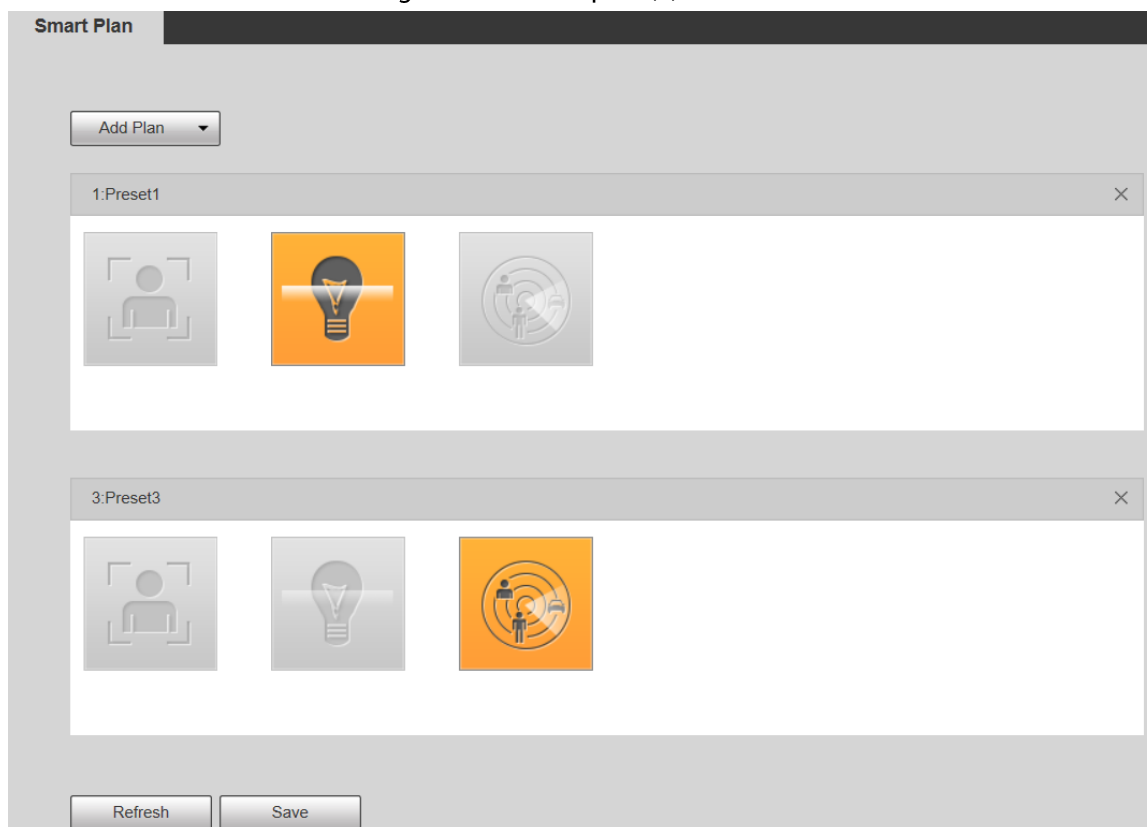 Smart Plan
Add Plan
1:Preset1
3:Preset3
Refresh
Save